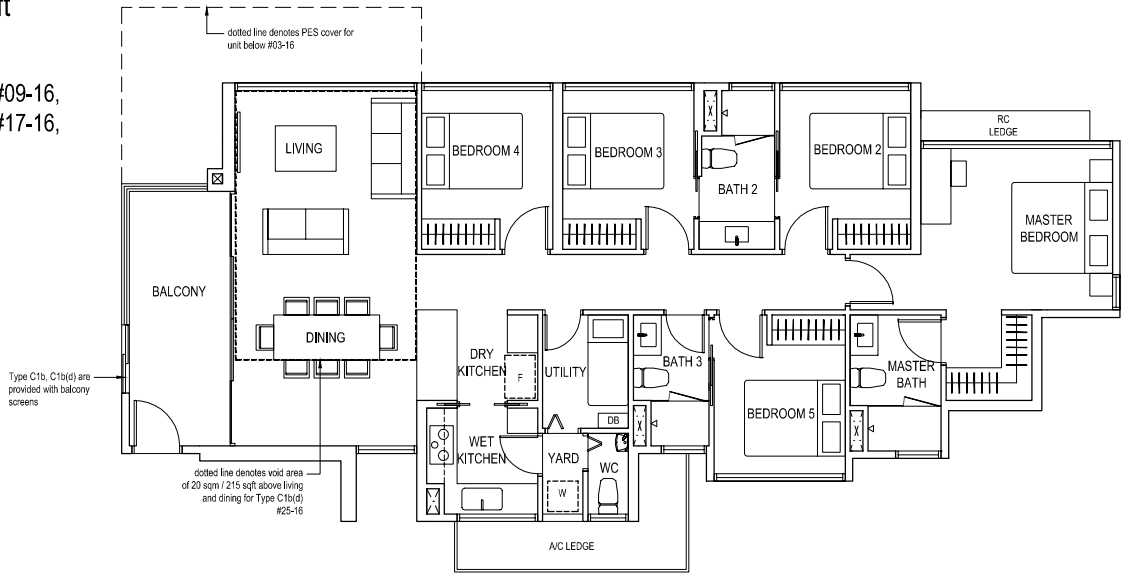 ft
dotted line denotes PES cover for
unit below #03-16
#09-16,
#17-16,
RC
LEDGE
LIVING
BEDROOM 4
BEDROOM 3
BEDROOM 2
BATH 2
MASTER
BEDROOM
BALCONY
DINING
DRY
KITCHEN
F
UTILITY
BATH 3
MASTER
BATH
Type C1b, C1b(d) are
provided with balcony
screens
BEDROOM 5
DB
WET
KITCHEN
YARD
WC
W
dotted line denotes void area
of 20 sqm / 215 sqft above living
and dining for Type C1b(d)
#25-16
A/C LEDGE